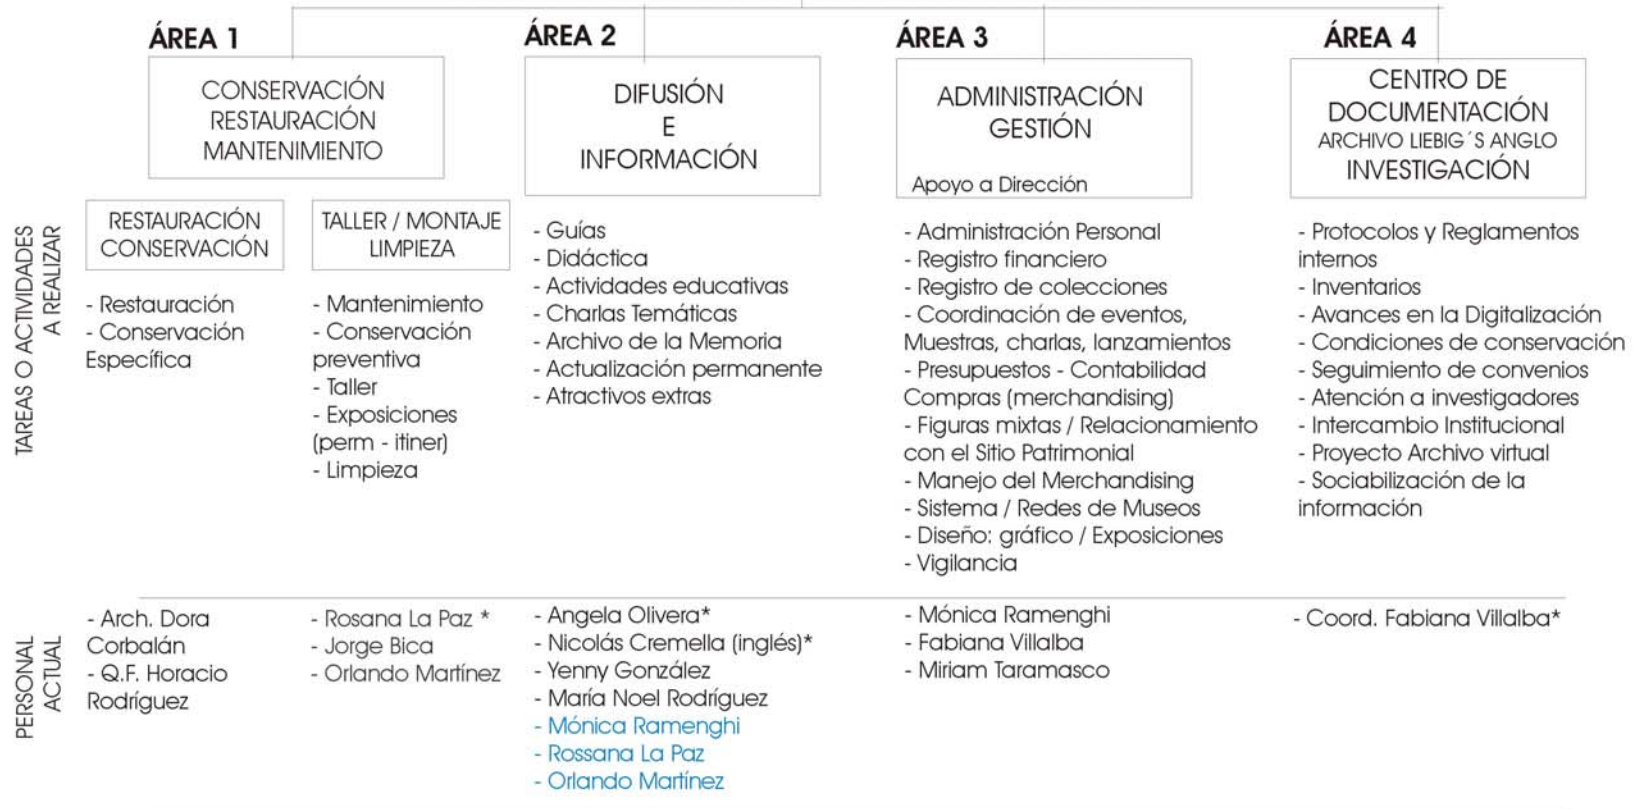 ÁREA 1
CONSERVACIÓN
RESTAURACIÓN
MANTENIMIENTO
ÁREA 2
DIFUSIÓN
E
INFORMACIÓN
ÁREA 3
ADMINISTRACIÓN
GESTIÓN
Apoyo a Dirección
ÁREA 4
CENTRO DE
DOCUMENTACIÓN
ARCHIVO LIEBIG´S ANGLO
INVESTIGACIÓN
TAREAS O ACTIVIDADES
A REALIZAR
RESTAURACIÓN
CONSERVACIÓN
- Restauración
- Conservación
Específica
TALLER / MONTAJE
LIMPIEZA
- Mantenimiento
- Conservación
preventiva
- Taller
- Exposiciones
(perm - itiner)
- Limpieza
- Guías
- Didáctica
- Actividades educativas
- Charlas Temáticas
- Archivo de la Memoria
- Actualización permanente
- Atractivos extras
- Administración Personal
- Registro financiero
- Registro de colecciones
- Coordinación de eventos,
Muestras, charlas, lanzamientos
- Presupuestos - Contabilidad
Compras (merchandising)
- Figuras mixtas / Relacionamiento
con el Sitio Patrimonial
- Manejo del Merchandising
- Sistema / Redes de Museos
- Diseño: gráfico / Exposiciones
- Vigilancia
- Protocolos y Reglamentos
internos
- Inventarios
- Avances en la Digitalización
- Condiciones de conservación
- Seguimiento de convenios
- Atención a investigadores
- Intercambio Institucional
- Proyecto Archivo virtual
- Sociabilización de la
información
PERSONAL
ACTUAL
- Arch. Dora
Corbalán
- Q.F. Horacio
Rodríguez
- Rosana La Paz *
- Jorge Bica
- Orlando Martínez
- Angela Olivera*
- Nicolás Cremella (inglés)*
- Yenny González
- María Noel Rodríguez
- Mónica Ramenghi
- Rossana La Paz
- Orlando Martínez
- Mónica Ramenghi
- Fabiana Villalba
- Miriam Taramasco
- Coord. Fabiana Villalba*